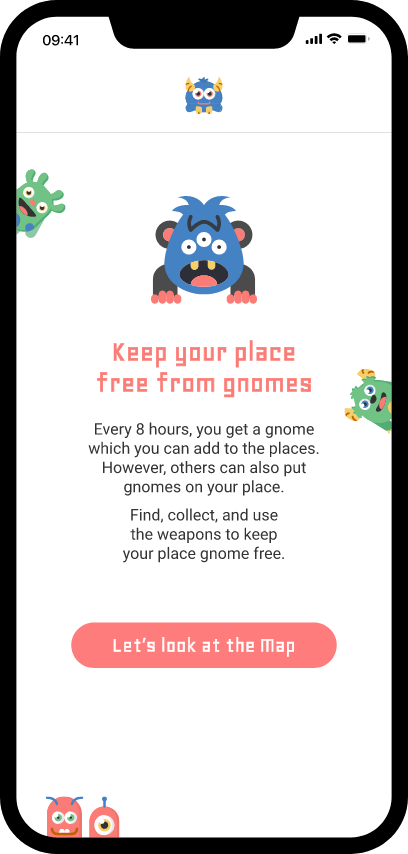 09:41
Keep your place
free from gnomes
Every 8 hours, you get a gnome
which you can add to the places.
However, others can also put
gnomes on your place.
Find, collect, and use
the weapons to keep
your place gnome free.
Let's look at the Map